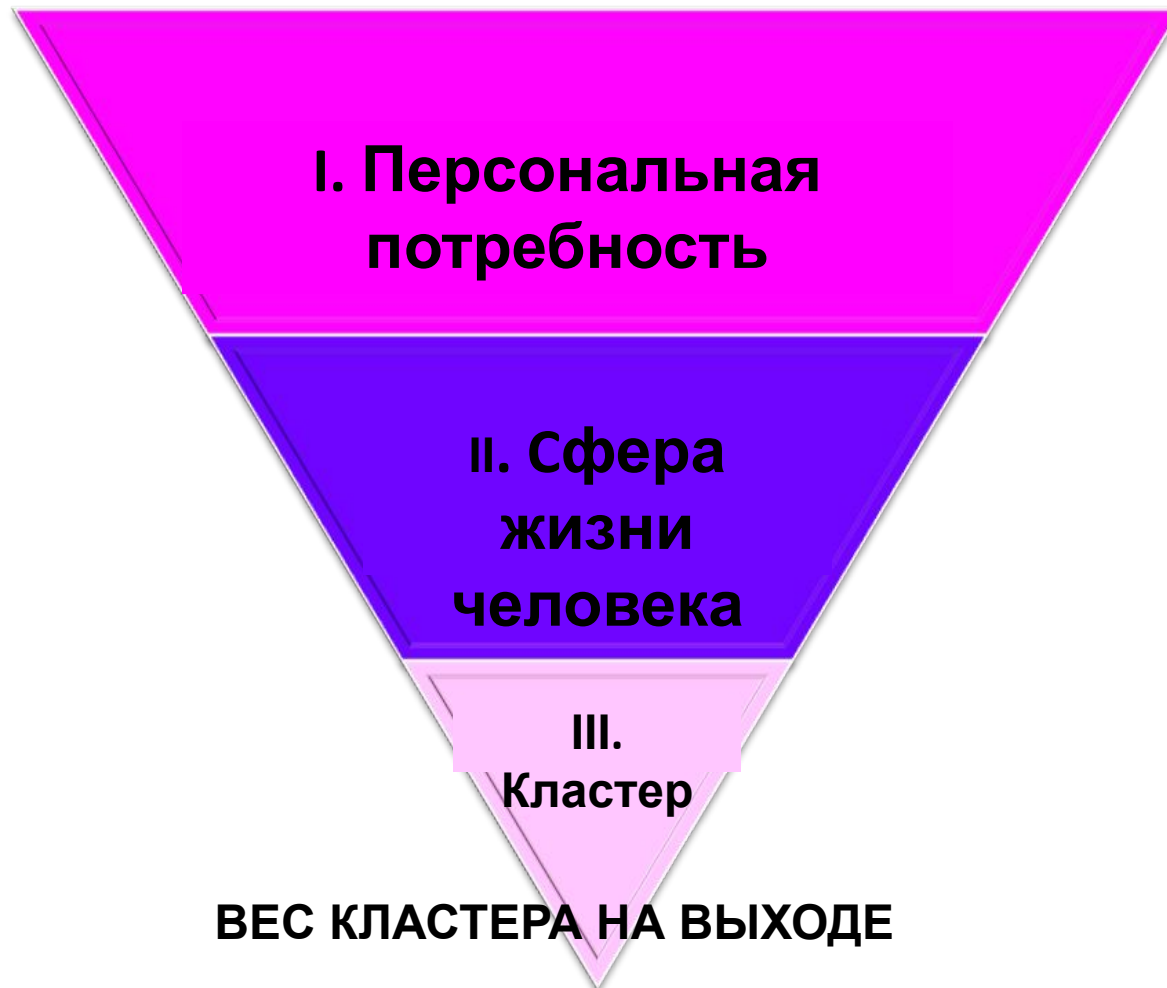 I. Персональная
потребность
II. Сфера
жизни
человека
III.
Кластер
ВЕС КЛАСТЕРА НА ВЫХОДЕ